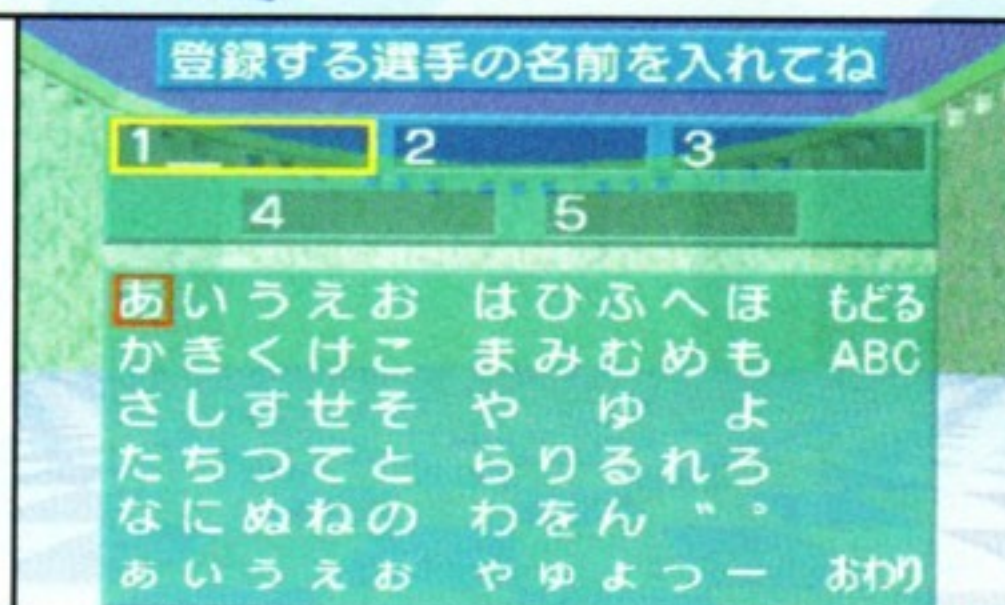 登録する選手の名前を入れてね
1 2 3
4 5
あいうえお はひふへほ もどる
かきくけこ まみむめも ABC
さしすせそ や ゆ よ
たちつてと らりるれろ
なにぬねの わをん ゛ ゜
ぁぃぅぇぉ ゃゅょっー おわり